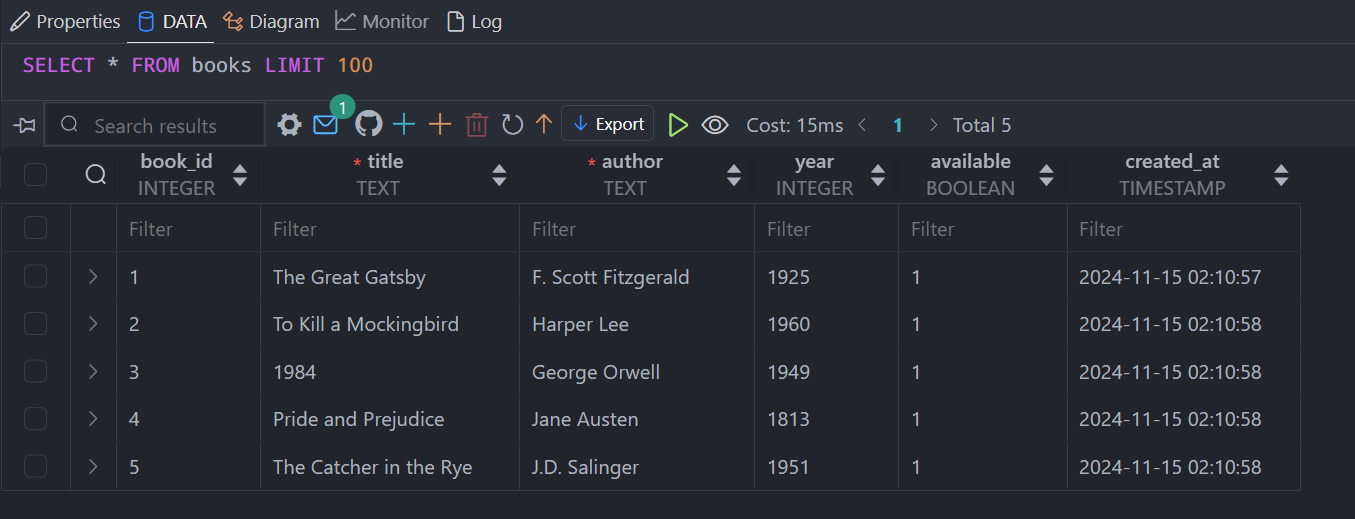 Properties DATA Diagram Monitor Log
SELECT * FROM books LIMIT 100
Search results 1 Export Cost: 15ms 1 Total 5
book_id * title * author year available created_at
INTEGER TEXT TEXT INTEGER BOOLEAN TIMESTAMP
Filter Filter Filter Filter Filter Filter
1 The Great Gatsby F. Scott Fitzgerald 1925 1 2024-11-15 02:10:57
2 To Kill a Mockingbird Harper Lee 1960 1 2024-11-15 02:10:58
3 1984 George Orwell 1949 1 2024-11-15 02:10:58
4 Pride and Prejudice Jane Austen 1813 1 2024-11-15 02:10:58
5 The Catcher in the Rye J.D. Salinger 1951 1 2024-11-15 02:10:58